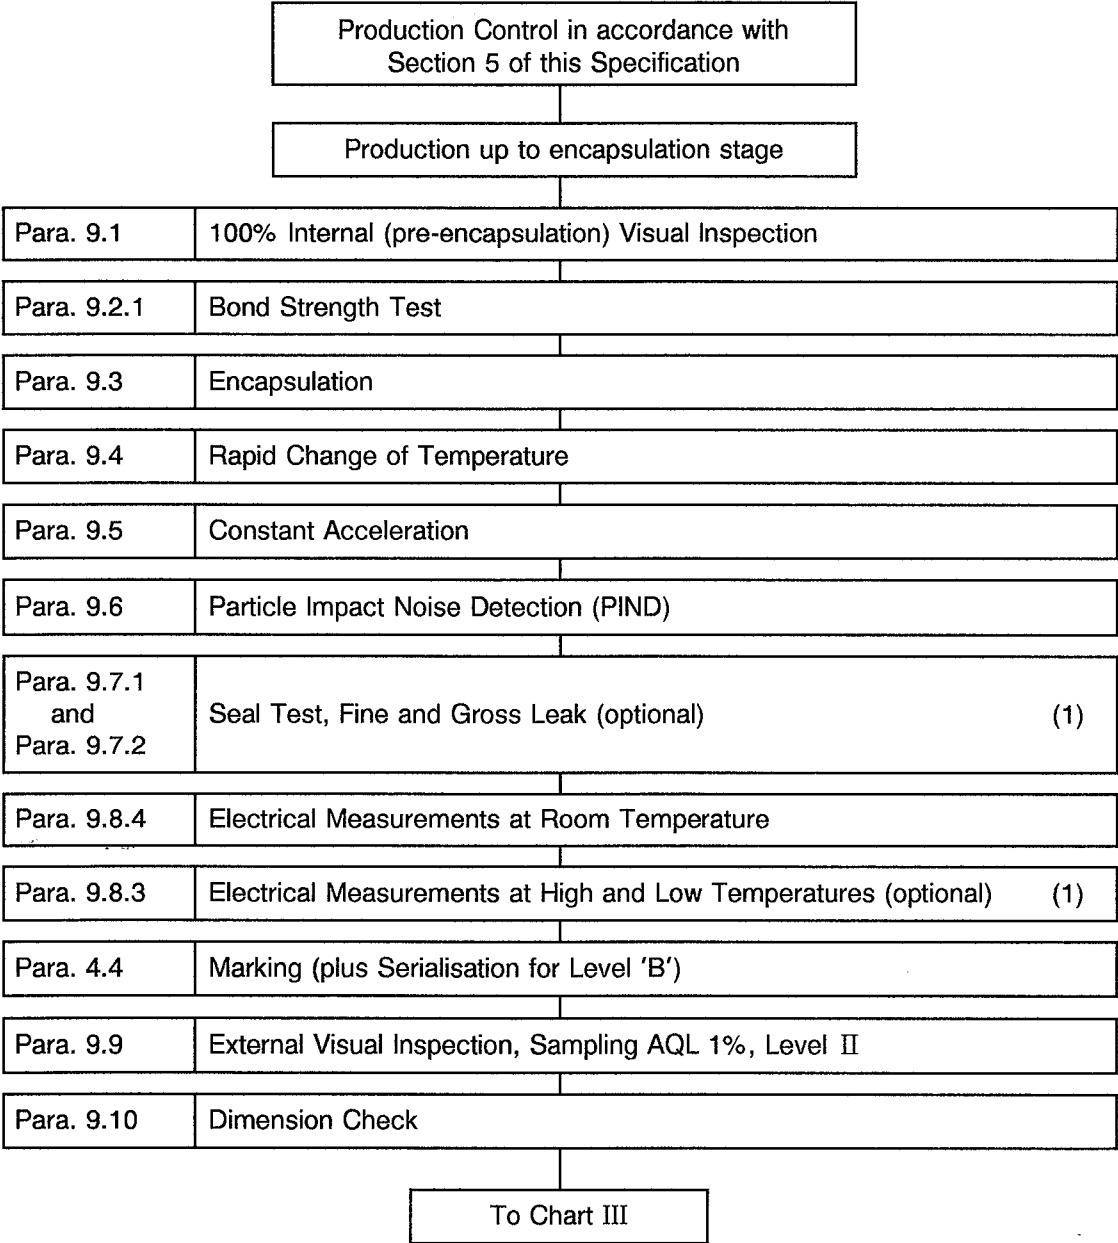 Production Control in accordance with
Section 5 of this Specification
Production up to encapsulation stage
Para. 9.1 100% Internal (pre-encapsulation) Visual Inspection
Para. 9.2.1 Bond Strength Test
Para. 9.3 Encapsulation
Para. 9.4 Rapid Change of Temperature
Para. 9.5 Constant Acceleration
Para. 9.6 Particle Impact Noise Detection (PIND)
Para. 9.7.1
and
Para. 9.7.2
Seal Test, Fine and Gross Leak (optional) (1)
Para. 9.8.4 Electrical Measurements at Room Temperature
Para. 9.8.3 Electrical Measurements at High and Low Temperatures (optional) (1)
Para. 4.4 Marking (plus Serialisation for Level 'B')
Para. 9.9 External Visual Inspection, Sampling AQL 1%, Level II
Para. 9.10 Dimension Check
To Chart III